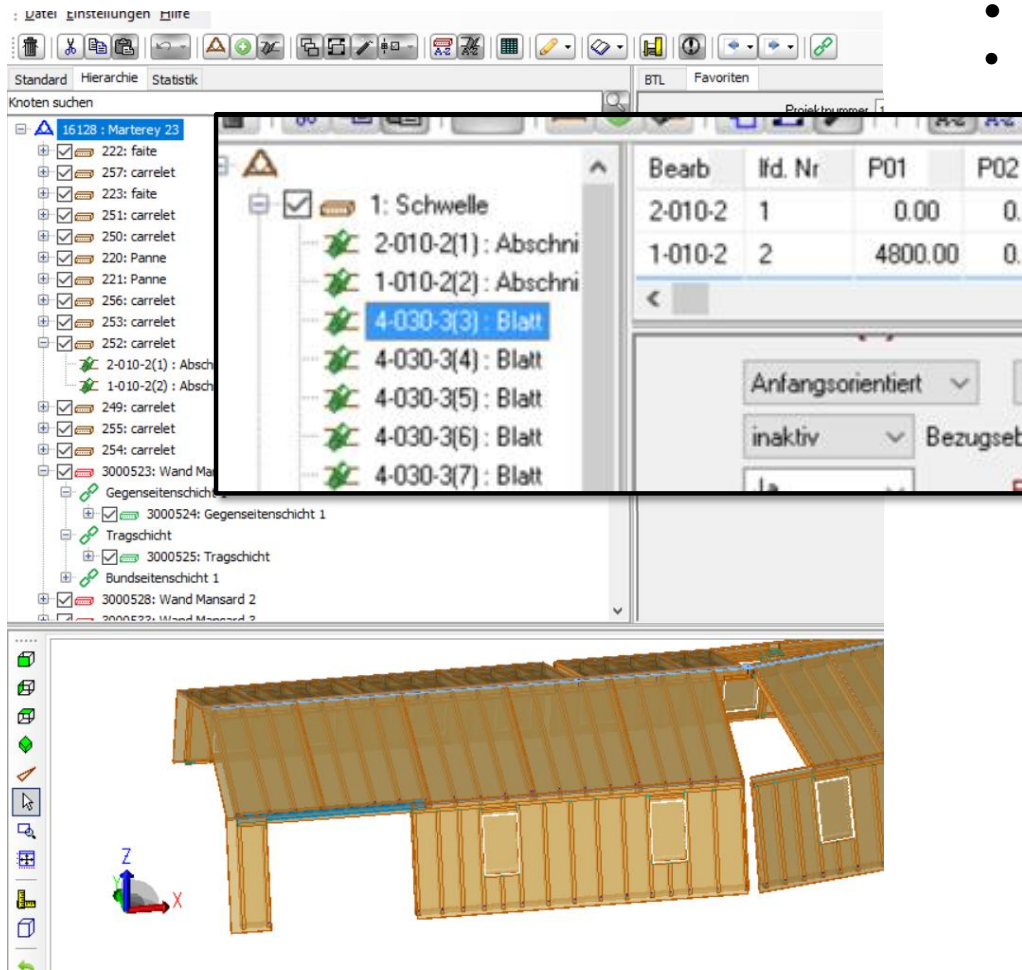 : Datei Einstellungen Hilfe
Standard Hierarchie Statistik
BTL Favoriten
Knoten suchen
Projektnummer
16128 : Marterey 23
222: faite
257: carrelet
223: faite
251: carrelet
250: carrelet
220: Panne
221: Panne
256: carrelet
253: carrelet
252: carrelet
2-010-2(1) : Absch
1-010-2(2) : Absch
249: carrelet
255: carrelet
254: carrelet
3000523: Wand Ma
Gegenseitenschicht
3000524: Gegenseitenschicht 1
Tragschicht
3000525: Tragschicht
Bundseitenschicht 1
3000528: Wand Mansard 2
1: Schwelle
2-010-2(1) : Abschni
1-010-2(2) : Abschni
4-030-3(3) : Blatt
4-030-3(4) : Blatt
4-030-3(5) : Blatt
4-030-3(6) : Blatt
4-030-3(7) : Blatt
Bearb lfd. Nr P01 P02
2-010-2 1 0.00 0.
1-010-2 2 4800.00 0.
Anfangsorientiert
inaktiv Bezugseb
Ja
Z
Y
X